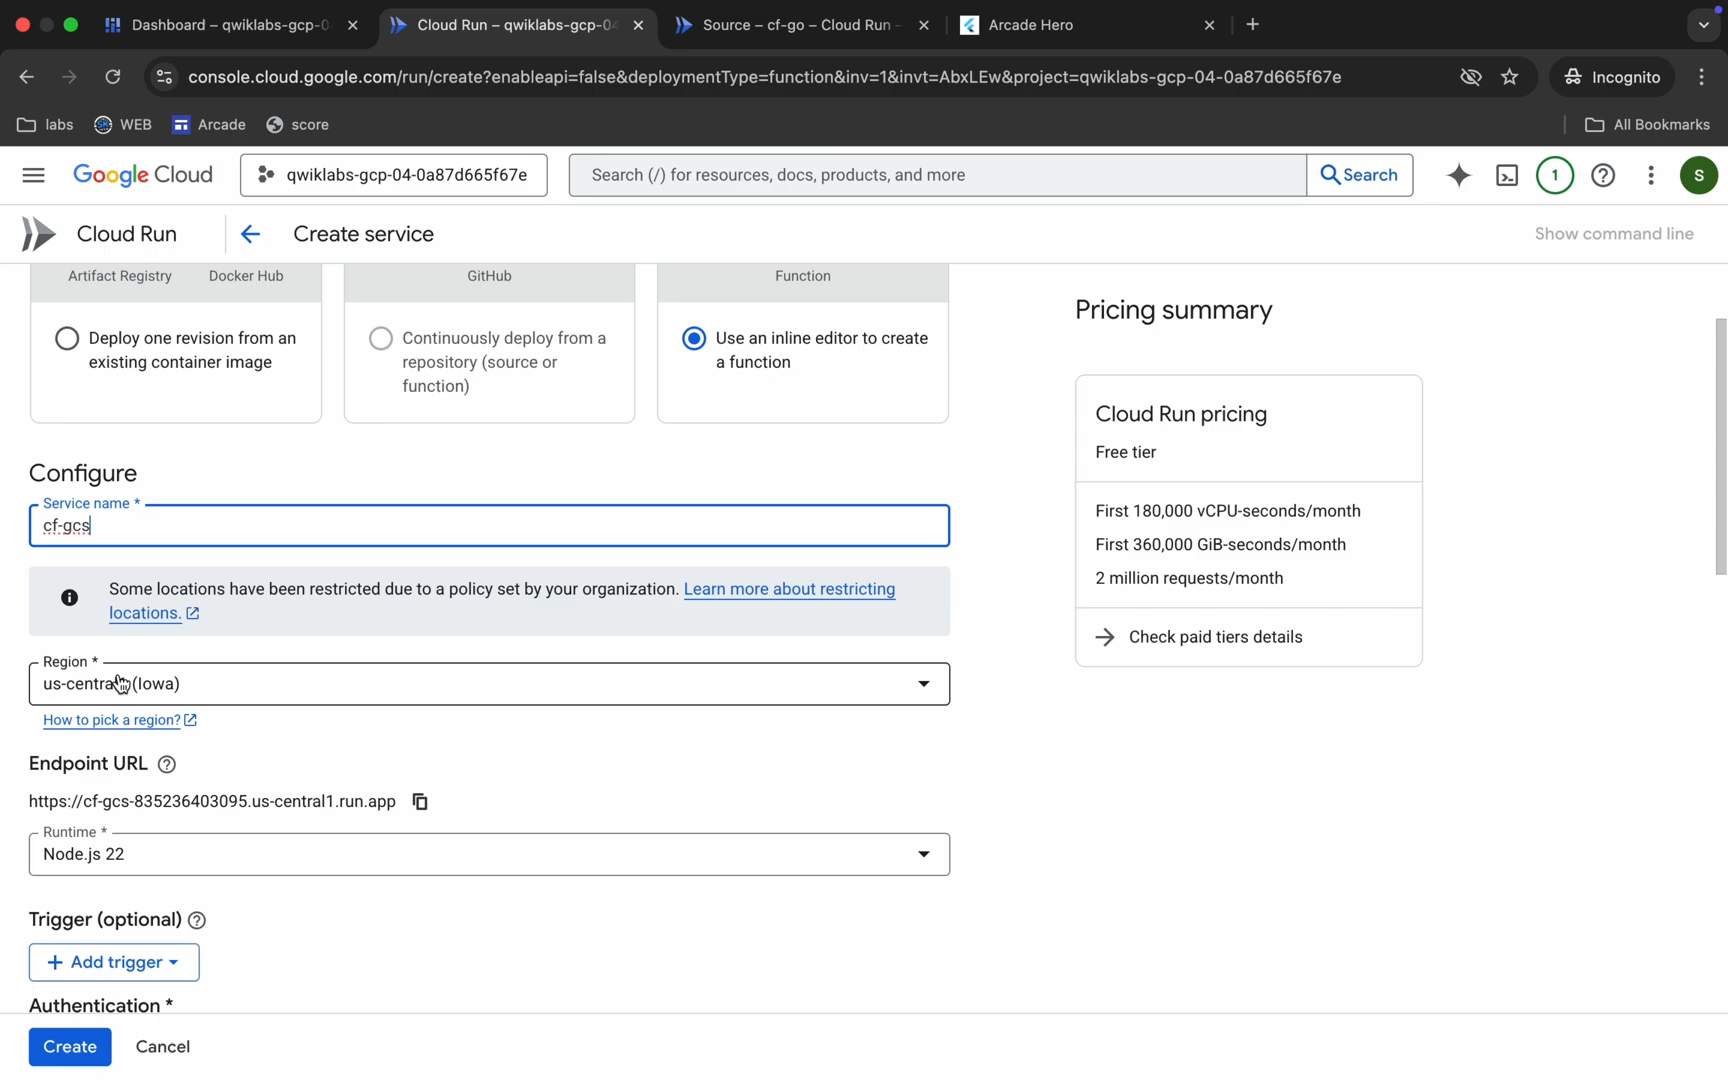 Dashboard – qwiklabs-gcp-0
Cloud Run – qwiklabs-gcp-04
Source – cf-go – Cloud Run –
Arcade Hero
console.cloud.google.com/run/create?enableapi=false&deploymentType=function&inv=1&invt=AbxLEw&project=qwiklabs-gcp-04-0a87d665f67e
Incognito
labs
WEB
Arcade
score
All Bookmarks
Google Cloud
qwiklabs-gcp-04-0a87d665f67e
Search (/) for resources, docs, products, and more
Search
1
S
Cloud Run
Create service
Show command line
Artifact Registry
Docker Hub
GitHub
Function
Deploy one revision from an
existing container image
Continuously deploy from a
repository (source or
function)
Use an inline editor to create
a function
Configure
Service name *
cf-gcs
Some locations have been restricted due to a policy set by your organization. Learn more about restricting
locations.
Region *
us-central (Iowa)
How to pick a region?
Endpoint URL
https://cf-gcs-835236403095.us-central1.run.app
Runtime *
Node.js 22
Trigger (optional)
+ Add trigger
Authentication *
Create
Cancel
Pricing summary
Cloud Run pricing
Free tier
First 180,000 vCPU-seconds/month
First 360,000 GiB-seconds/month
2 million requests/month
Check paid tiers details